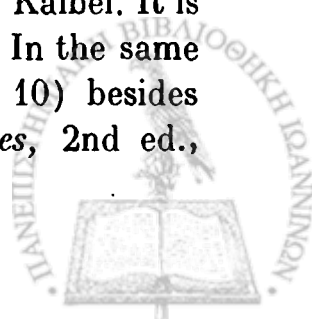 Kaibel. It is
In the same
10) besides
es, 2nd ed.,
ΒΙΒΛΙΟΘΗΚΗ ΙΩΑΝΝΙΝΩΝ